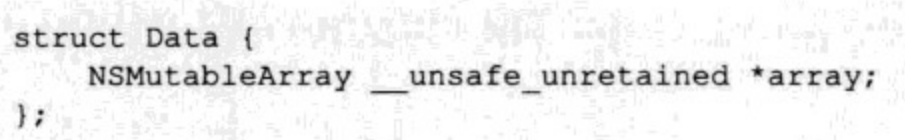 struct Data {
    NSMutableArray __unsafe_unretained *array;
};